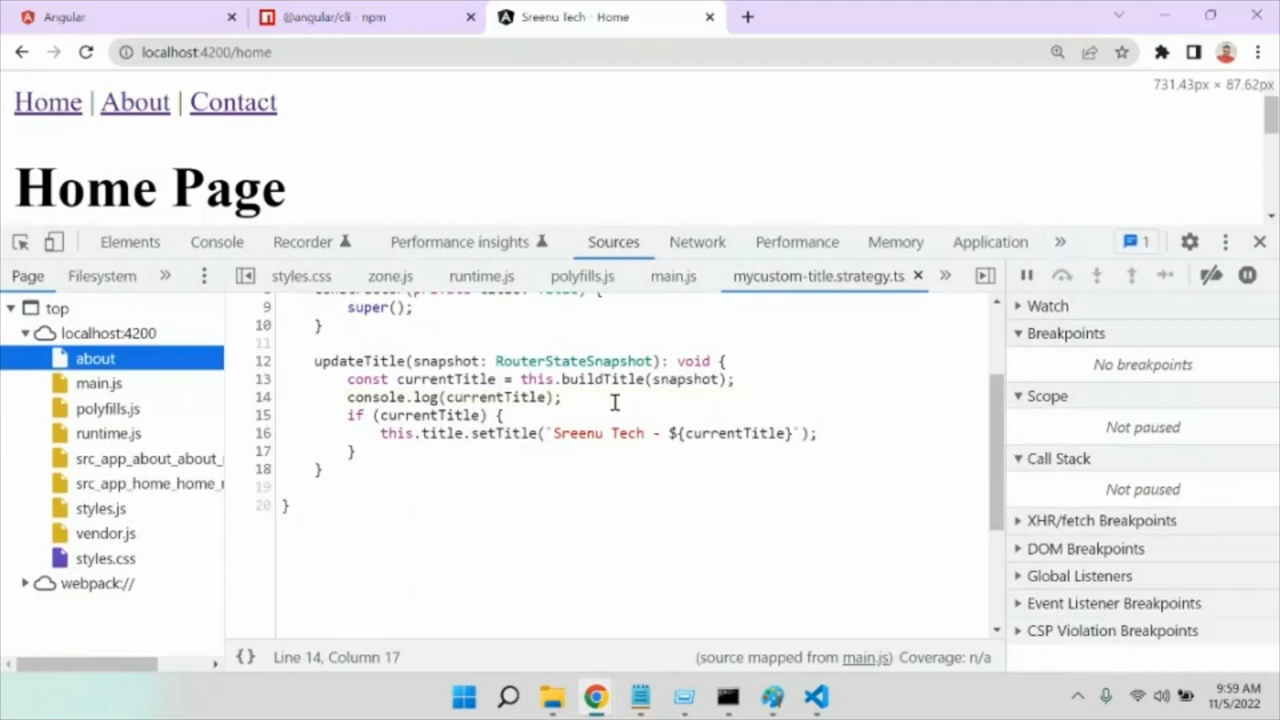 Angular
@angular/cli - npm
Sreenu Tech - Home
localhost:4200/home
731.43px × 87.62px
Home | About | Contact
Home Page
Elements Console Recorder Performance insights Sources Network Performance Memory Application » 1
Page Filesystem »
styles.css zone.js runtime.js polyfills.js main.js mycustom-title.strategy.ts »
top
localhost:4200
about
main.js
polyfills.js
runtime.js
src_app_about_about_
src_app_home_home_
styles.js
vendor.js
styles.css
webpack://
9 super();
10 }
11
12 updateTitle(snapshot: RouterStateSnapshot): void {
13 const currentTitle = this.buildTitle(snapshot);
14 console.log(currentTitle);
15 if (currentTitle) {
16 this.title.setTitle(`Sreenu Tech - ${currentTitle}`);
17 }
18 }
19
20 }
{} Line 14, Column 17 (source mapped from main.js) Coverage: n/a
Watch
Breakpoints
No breakpoints
Scope
Not paused
Call Stack
Not paused
XHR/fetch Breakpoints
DOM Breakpoints
Global Listeners
Event Listener Breakpoints
CSP Violation Breakpoints
9:59 AM
11/5/2022